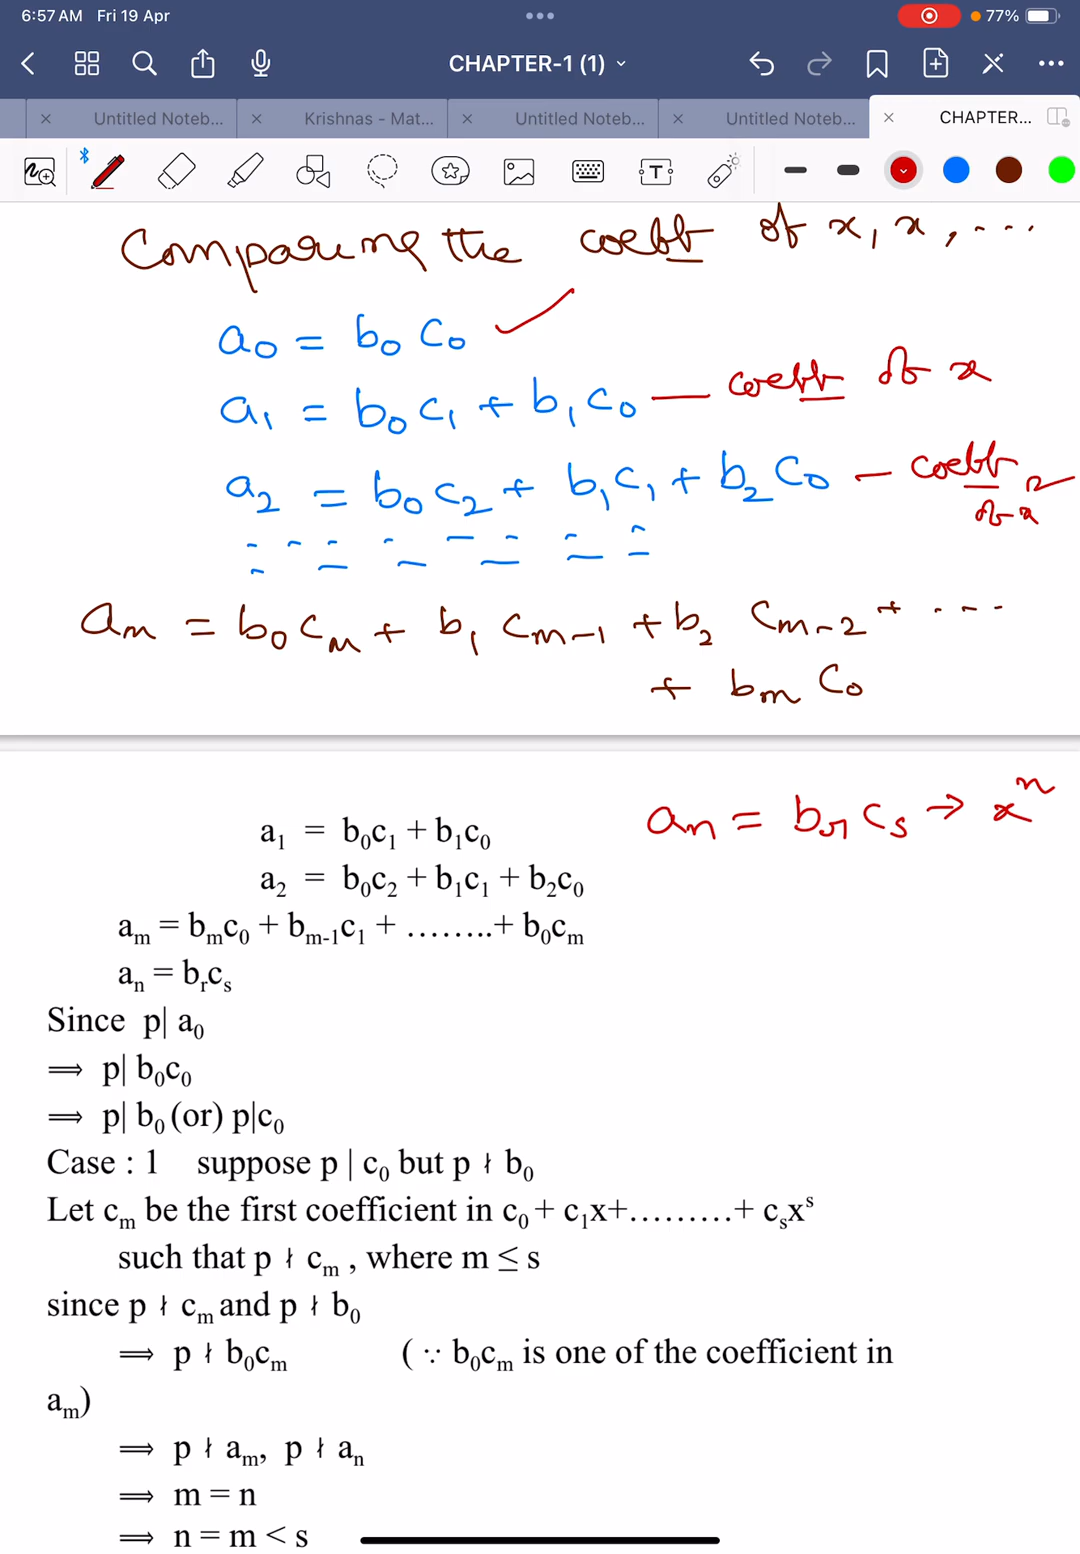 6:57 AM Fri 19 Apr
77%
CHAPTER-1 (1)
Untitled Noteb...
Krishnas - Mat...
Untitled Noteb...
Untitled Noteb...
CHAPTER...
Comparing the coeff of x, x, ...
a₀ = b₀ c₀ ✓
a₁ = b₀ c₁ + b₁ c₀ — coeff of x
a₂ = b₀ c₂ + b₁ c₁ + b₂ c₀ — coeff of x²
aₘ = b₀ cₘ + b₁ cₘ₋₁ + b₂ cₘ₋₂ + ...
+ bₘ c₀
aₙ = bᵣ cₛ → xⁿ
a₁ = b₀c₁ + b₁c₀
a₂ = b₀c₂ + b₁c₁ + b₂c₀
aₘ = bₘc₀ + bₘ₋₁c₁ + ........+ b₀cₘ
aₙ = bᵣcₛ
Since p| a₀
⟹ p| b₀c₀
⟹ p| b₀ (or) p|c₀
Case : 1 suppose p | c₀ but p ∤ b₀
Let cₘ be the first coefficient in c₀ + c₁x+.........+ cₛxˢ
such that p ∤ cₘ , where m ≤ s
since p ∤ cₘ and p ∤ b₀
⟹ p ∤ b₀cₘ ( ∵ b₀cₘ is one of the coefficient in
aₘ)
⟹ p ∤ aₘ, p ∤ aₙ
⟹ m = n
⟹ n = m < s